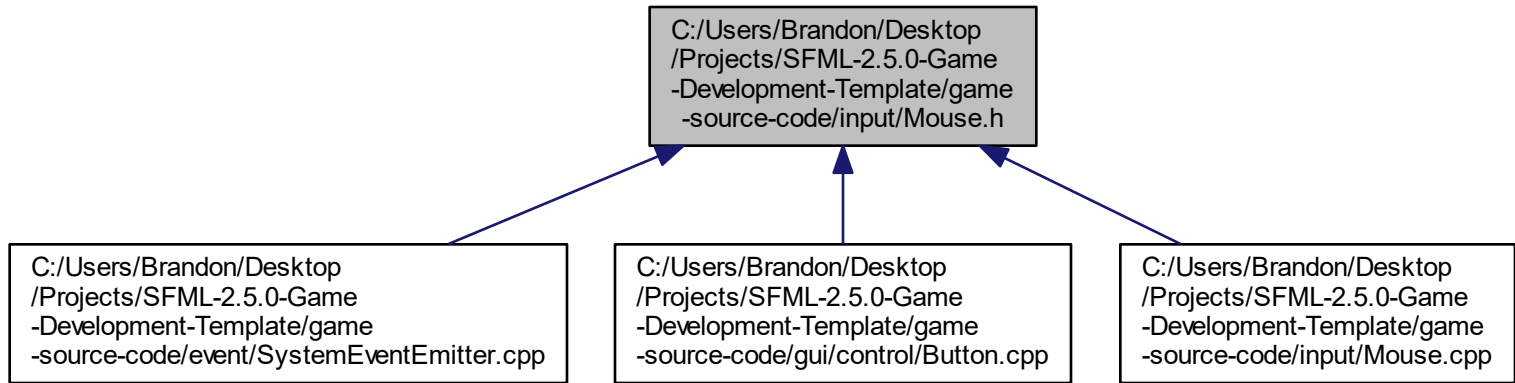 C:/Users/Brandon/Desktop
/Projects/SFML-2.5.0-Game
-Development-Template/game
-source-code/input/Mouse.h
C:/Users/Brandon/Desktop
/Projects/SFML-2.5.0-Game
-Development-Template/game
-source-code/event/SystemEventEmitter.cpp
C:/Users/Brandon/Desktop
/Projects/SFML-2.5.0-Game
-Development-Template/game
-source-code/gui/control/Button.cpp
C:/Users/Brandon/Desktop
/Projects/SFML-2.5.0-Game
-Development-Template/game
-source-code/input/Mouse.cpp